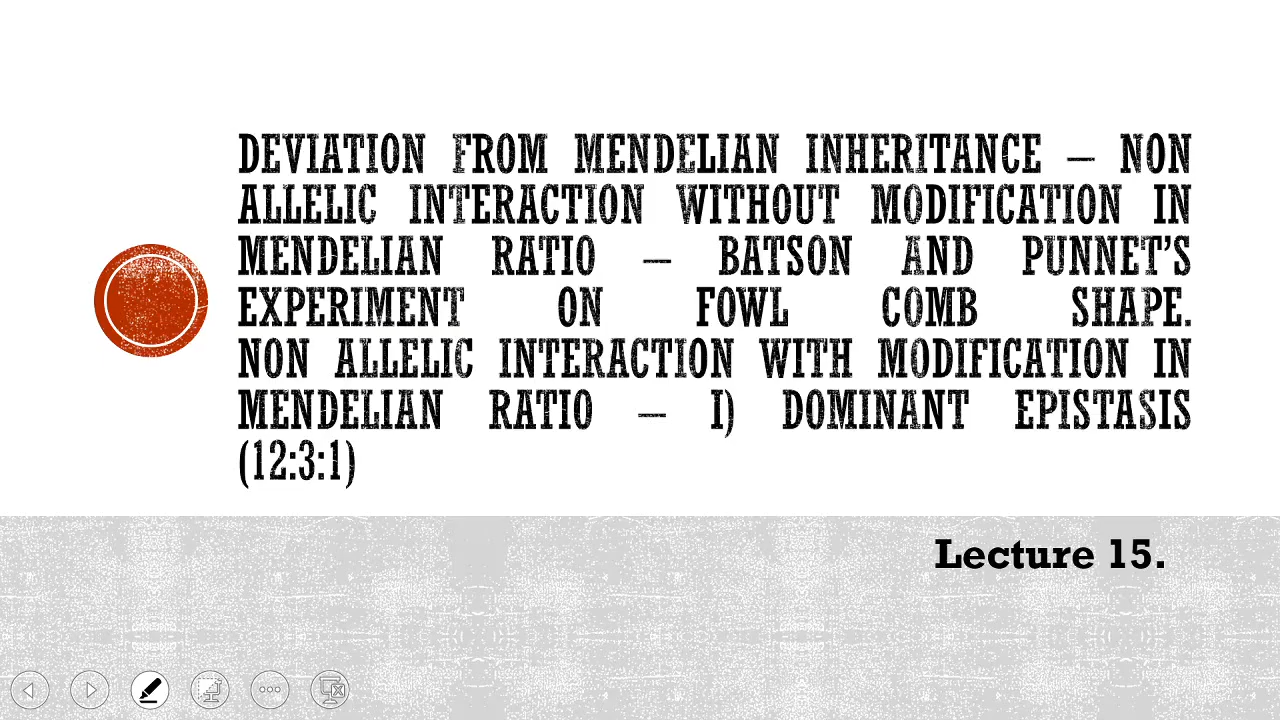 DEVIATION FROM MENDELIAN INHERITANCE – NON
ALLELIC INTERACTION WITHOUT MODIFICATION IN
MENDELIAN RATIO – BATSON AND PUNNET'S
EXPERIMENT ON FOWL COMB SHAPE.
NON ALLELIC INTERACTION WITH MODIFICATION IN
MENDELIAN RATIO – I) DOMINANT EPISTASIS
(12:3:1)
Lecture 15.